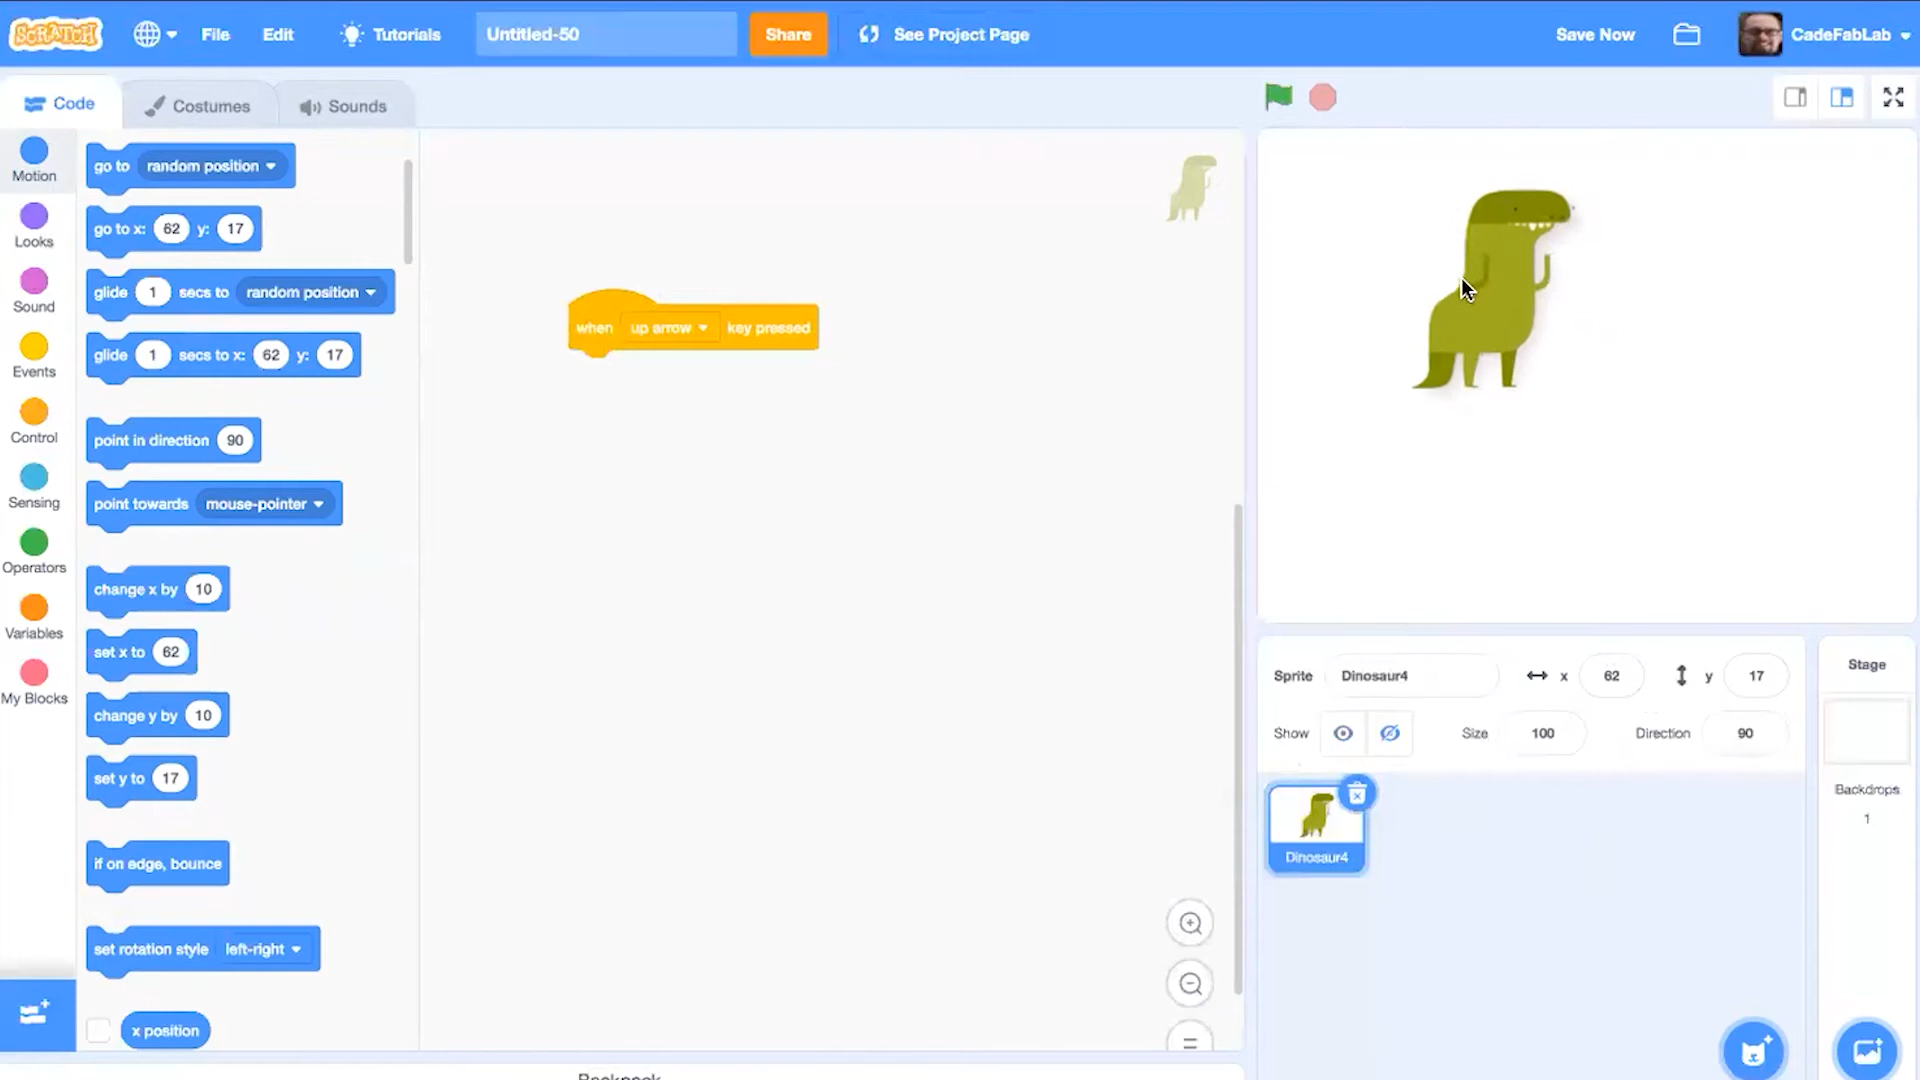 SCRATCH File Edit Tutorials Untitled-50 Share See Project Page Save Now CadeFabLab
Code Costumes Sounds
Motion
Looks
Sound
Events
Control
Sensing
Operators
Variables
My Blocks
go to random position
go to x: 62 y: 17
glide 1 secs to random position
glide 1 secs to x: 62 y: 17
point in direction 90
point towards mouse-pointer
change x by 10
set x to 62
change y by 10
set y to 17
if on edge, bounce
set rotation style left-right
x position
when up arrow key pressed
Sprite Dinosaur4 x 62 y 17
Show Size 100 Direction 90
Dinosaur4
Stage
Backdrops
1
Backpack